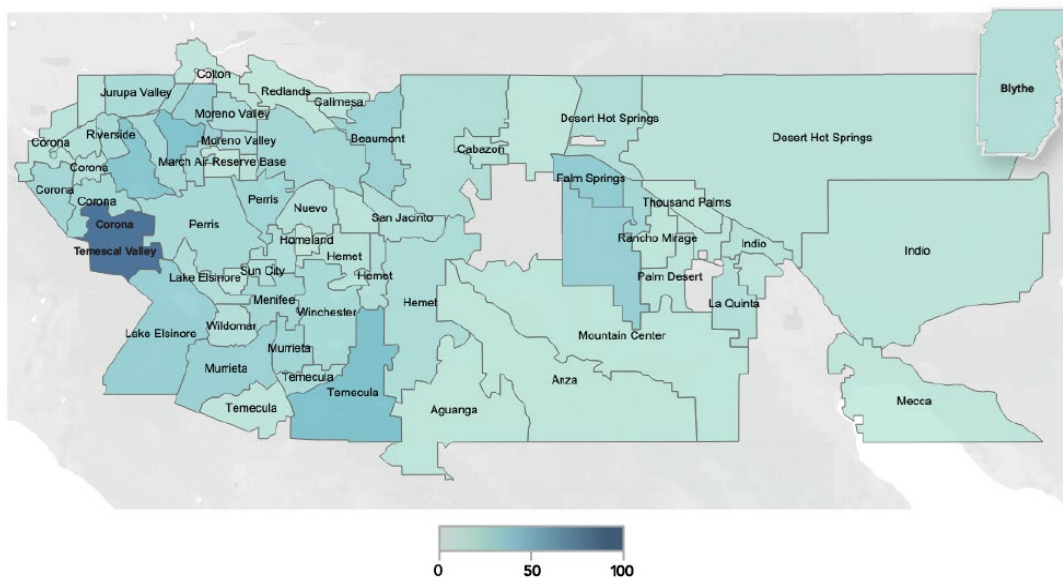 Colton
Jurupa Valley
Redlands
Calimesa
Blythe
Moreno Valley
Desert Hot Springs
Riverside
Corona
Moreno Valley
Beaumont
Desert Hot Springs
Cabazon
March Air Reserve Base
Corona
Palm Springs
Corona
Perris
Corona
Thousand Palms
Nuevo
San Jacinto
Corona
Perris
Homeland
Rancho Mirage
Indio
Indio
Temescal Valley
Hemet
Sun City
Lake Elsinore
Hemet
Palm Desert
Menifee
Hemet
La Quinta
Winchester
Wildomar
Lake Elsinore
Mountain Center
Murrieta
Murrieta
Temecula
Anza
Temecula
Mecca
Temecula
Aguanga
0
50
100